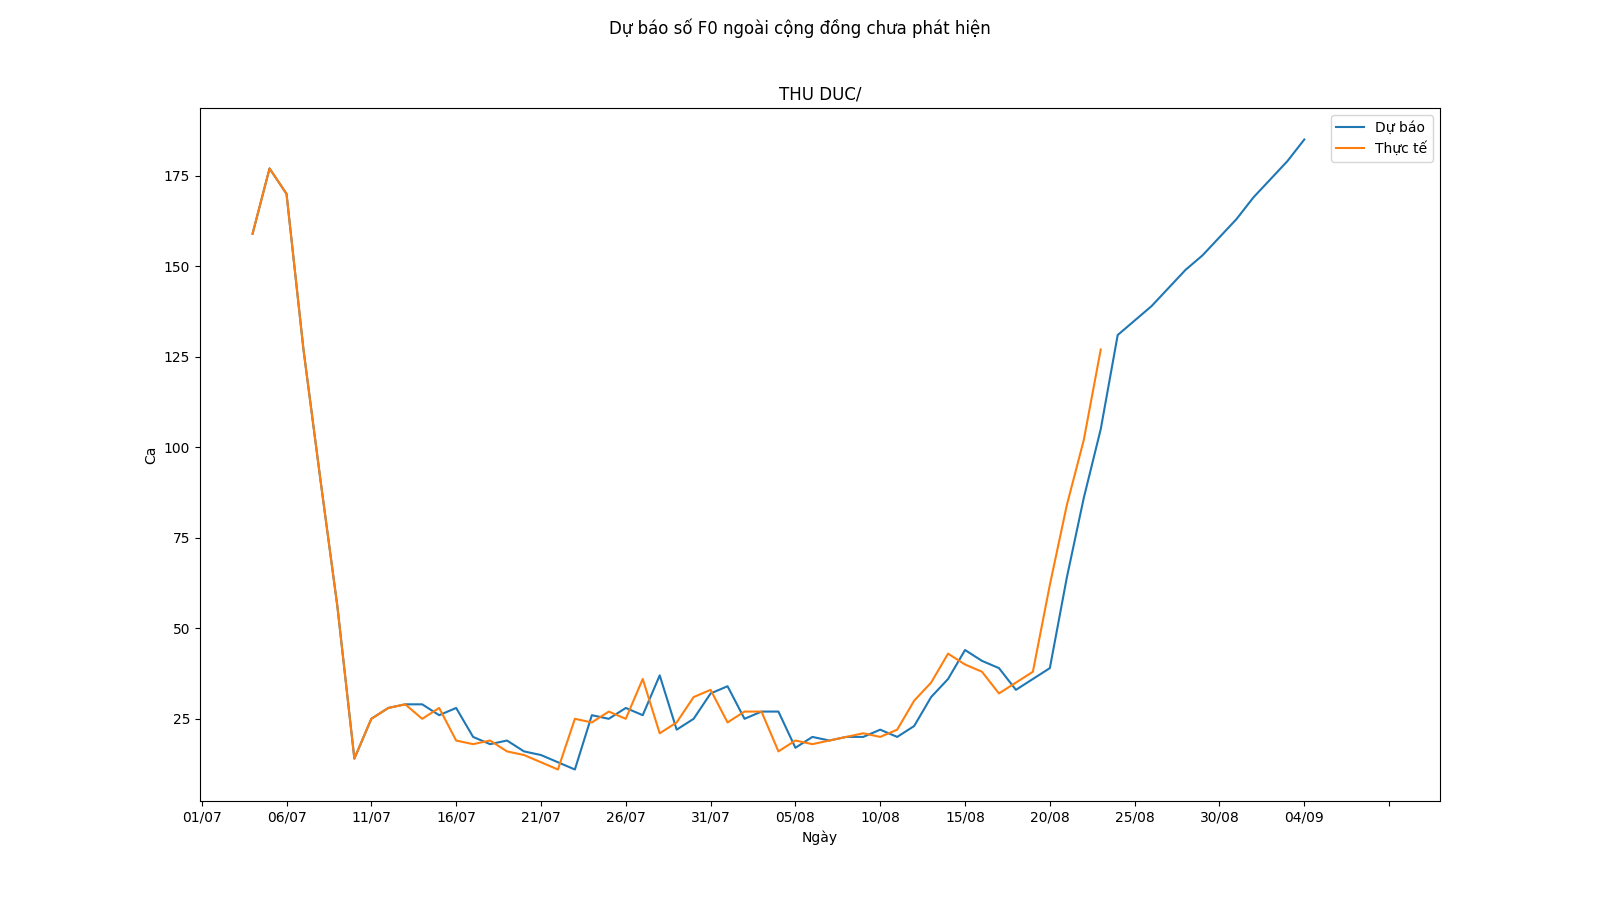 Dự báo số F0 ngoài cộng đồng chưa phát hiện
THU DUC/
Dự báo
Thực tế
175
150
125
100
75
50
25
Ca
01/07 06/07 11/07 16/07 21/07 26/07 31/07 05/08 10/08 15/08 20/08 25/08 30/08 04/09
Ngày